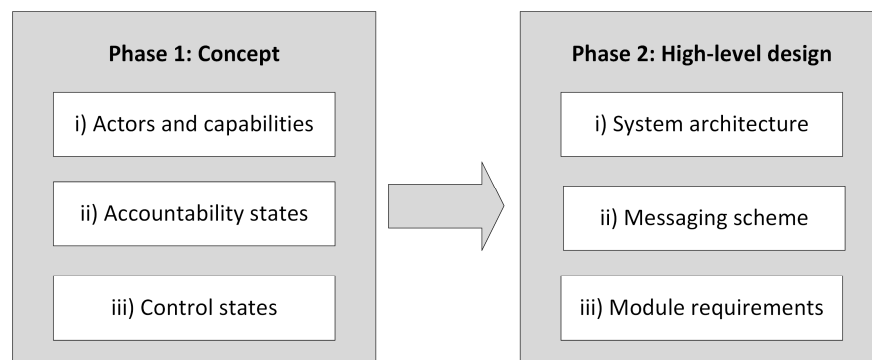 Phase 1: Concept
i) Actors and capabilities
ii) Accountability states
iii) Control states
Phase 2: High-level design
i) System architecture
ii) Messaging scheme
iii) Module requirements